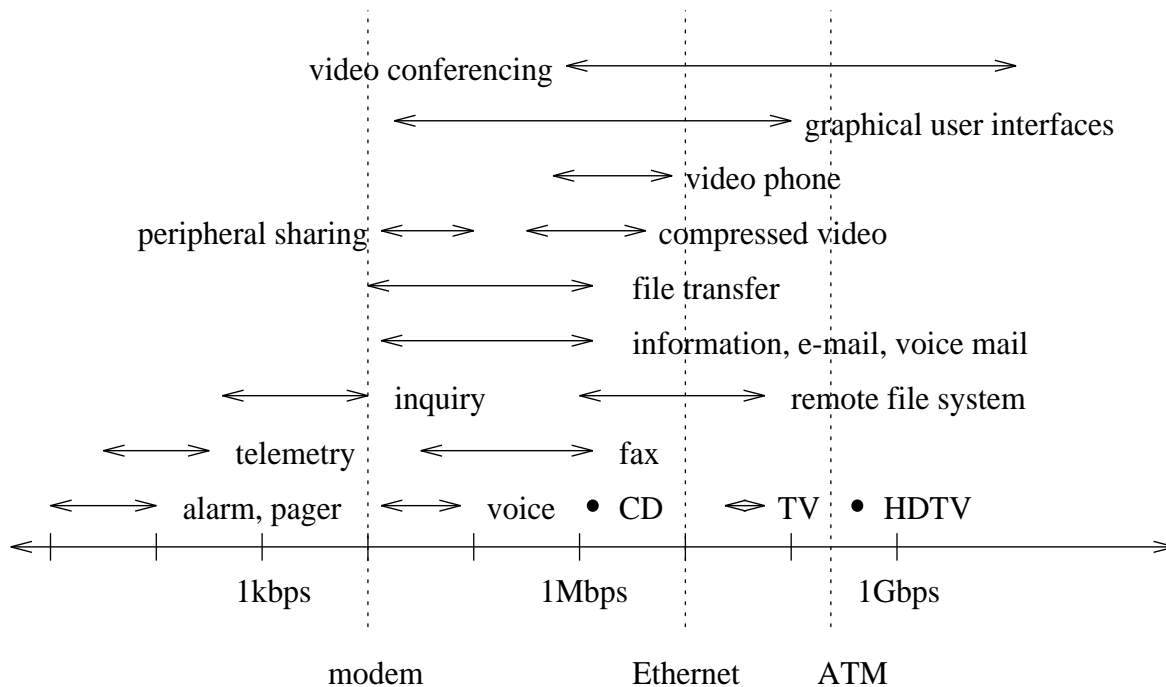 video conferencing
graphical user interfaces
video phone
peripheral sharing compressed video
file transfer
information, e-mail, voice mail
inquiry remote file system
telemetry fax
alarm, pager voice CD TV HDTV
1kbps 1Mbps 1Gbps
modem Ethernet ATM